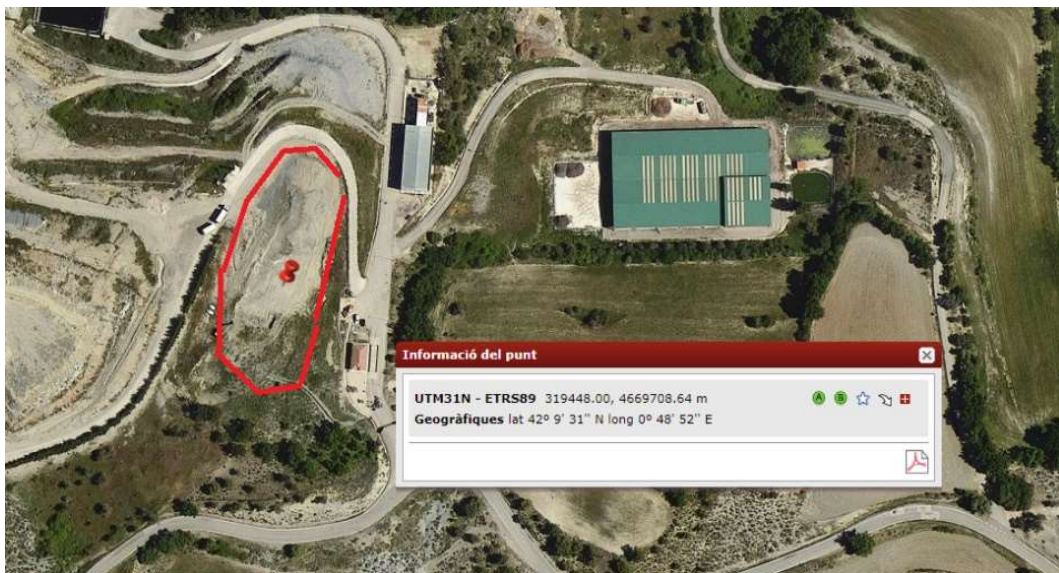 Informació del punt
UTM31N - ETRS89 319448.00, 4669708.64 m
Geogràfiques lat 42º 9' 31'' N long 0º 48' 52'' E